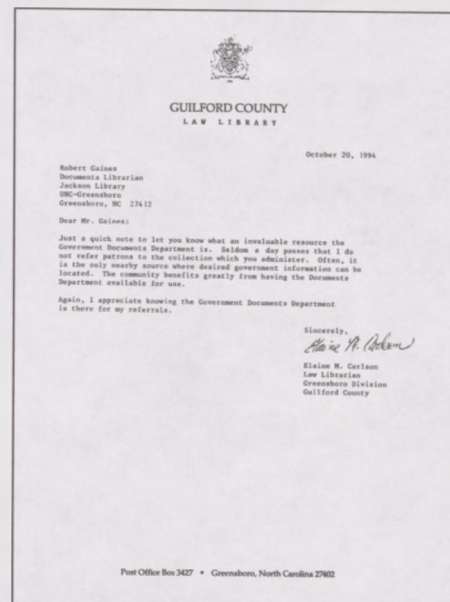 GUILFORD COUNTY
LAW LIBRARY
October 20, 1994
Robert Gaines
Documents Librarian
Jackson Library
UNC-Greensboro
Greensboro, NC 27412
Dear Mr. Gaines:
Just a quick note to let you know what an invaluable resource the
Government Documents Department is. Seldom a day passes that I do
not refer patrons to the collection which you administer. Often, it
is the only nearby source where desired government information can be
located. The community benefits greatly from having the Documents
Department available for use.
Again, I appreciate knowing the Government Documents Department
is there for my referrals.
Sincerely,
Elaine M. Carlson
Elaine M. Carlson
Law Librarian
Greensboro Division
Guilford County
Post Office Box 3427 • Greensboro, North Carolina 27402